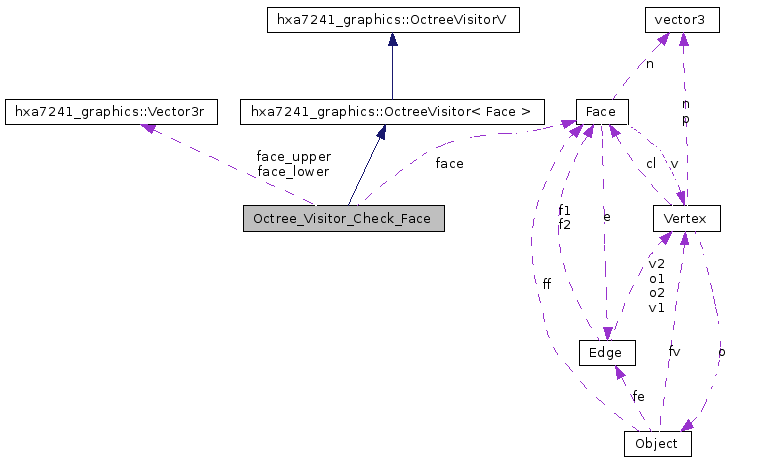 hxa7241_graphics::OctreeVisitorV
vector3
n
hxa7241_graphics::Vector3r
hxa7241_graphics::OctreeVisitor< Face >
Face
n
p
face_upper
face_lower
face
cl
v
Octree_Visitor_Check_Face
f1
f2
e
Vertex
v2
o1
o2
v1
ff
Edge
fv
o
fe
Object